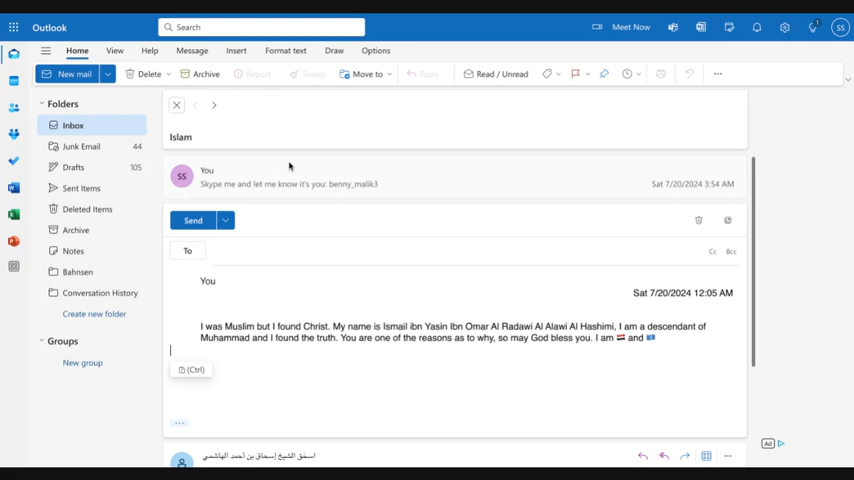 Outlook
Search
Meet Now
1
SS
Home View Help Message Insert Format text Draw Options
New mail Delete Archive Report Sweep Move to Reply Read / Unread
Folders
Inbox
Junk Email 44
Drafts 105
Sent Items
Deleted Items
Archive
Notes
Bahnsen
Conversation History
Create new folder
Groups
New group
Islam
SS
You
Skype me and let me know it's you: benny_malik3
Sat 7/20/2024 3:54 AM
Send
To
Cc Bcc
You
Sat 7/20/2024 12:05 AM
I was Muslim but I found Christ. My name is Ismail ibn Yasin Ibn Omar Al Radawi Al Alawi Al Hashimi, I am a descendant of
Muhammad and I found the truth. You are one of the reasons as to why, so may God bless you. I am 🇾🇪 and 🇸🇴
(Ctrl)
Ad
اسحق الشيخ إسحاق بن أحمد الهاشمي